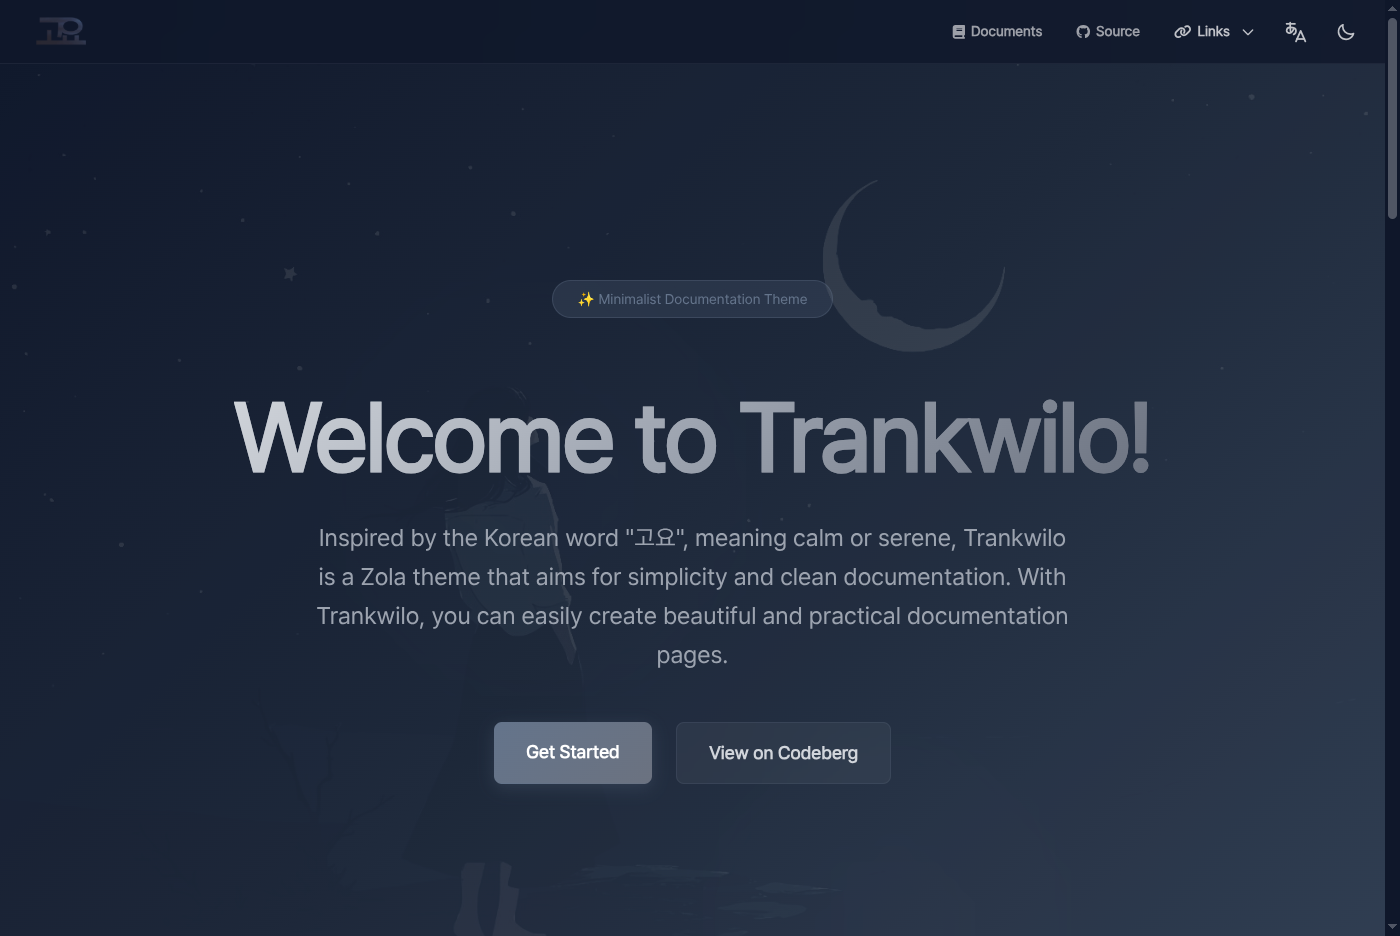 고요
Documents
Source
Links
✨ Minimalist Documentation Theme
Welcome to Trankwilo!
Inspired by the Korean word "고요", meaning calm or serene, Trankwilo
is a Zola theme that aims for simplicity and clean documentation. With
Trankwilo, you can easily create beautiful and practical documentation
pages.
Get Started
View on Codeberg